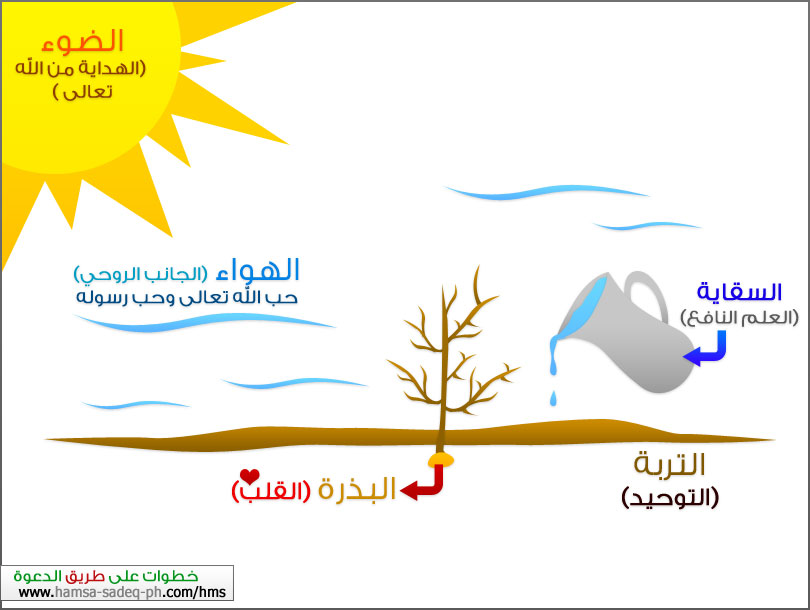 الضوء
(الهداية من الله
تعالى )
الهواء (الجانب الروحي)
حب الله تعالى وحب رسوله
السقاية
(العلم النافع)
التربة
(التوحيد)
البذرة (القلب)
خطوات على طريق الدعوة
www.hamsa-sadeq-ph.com/hms